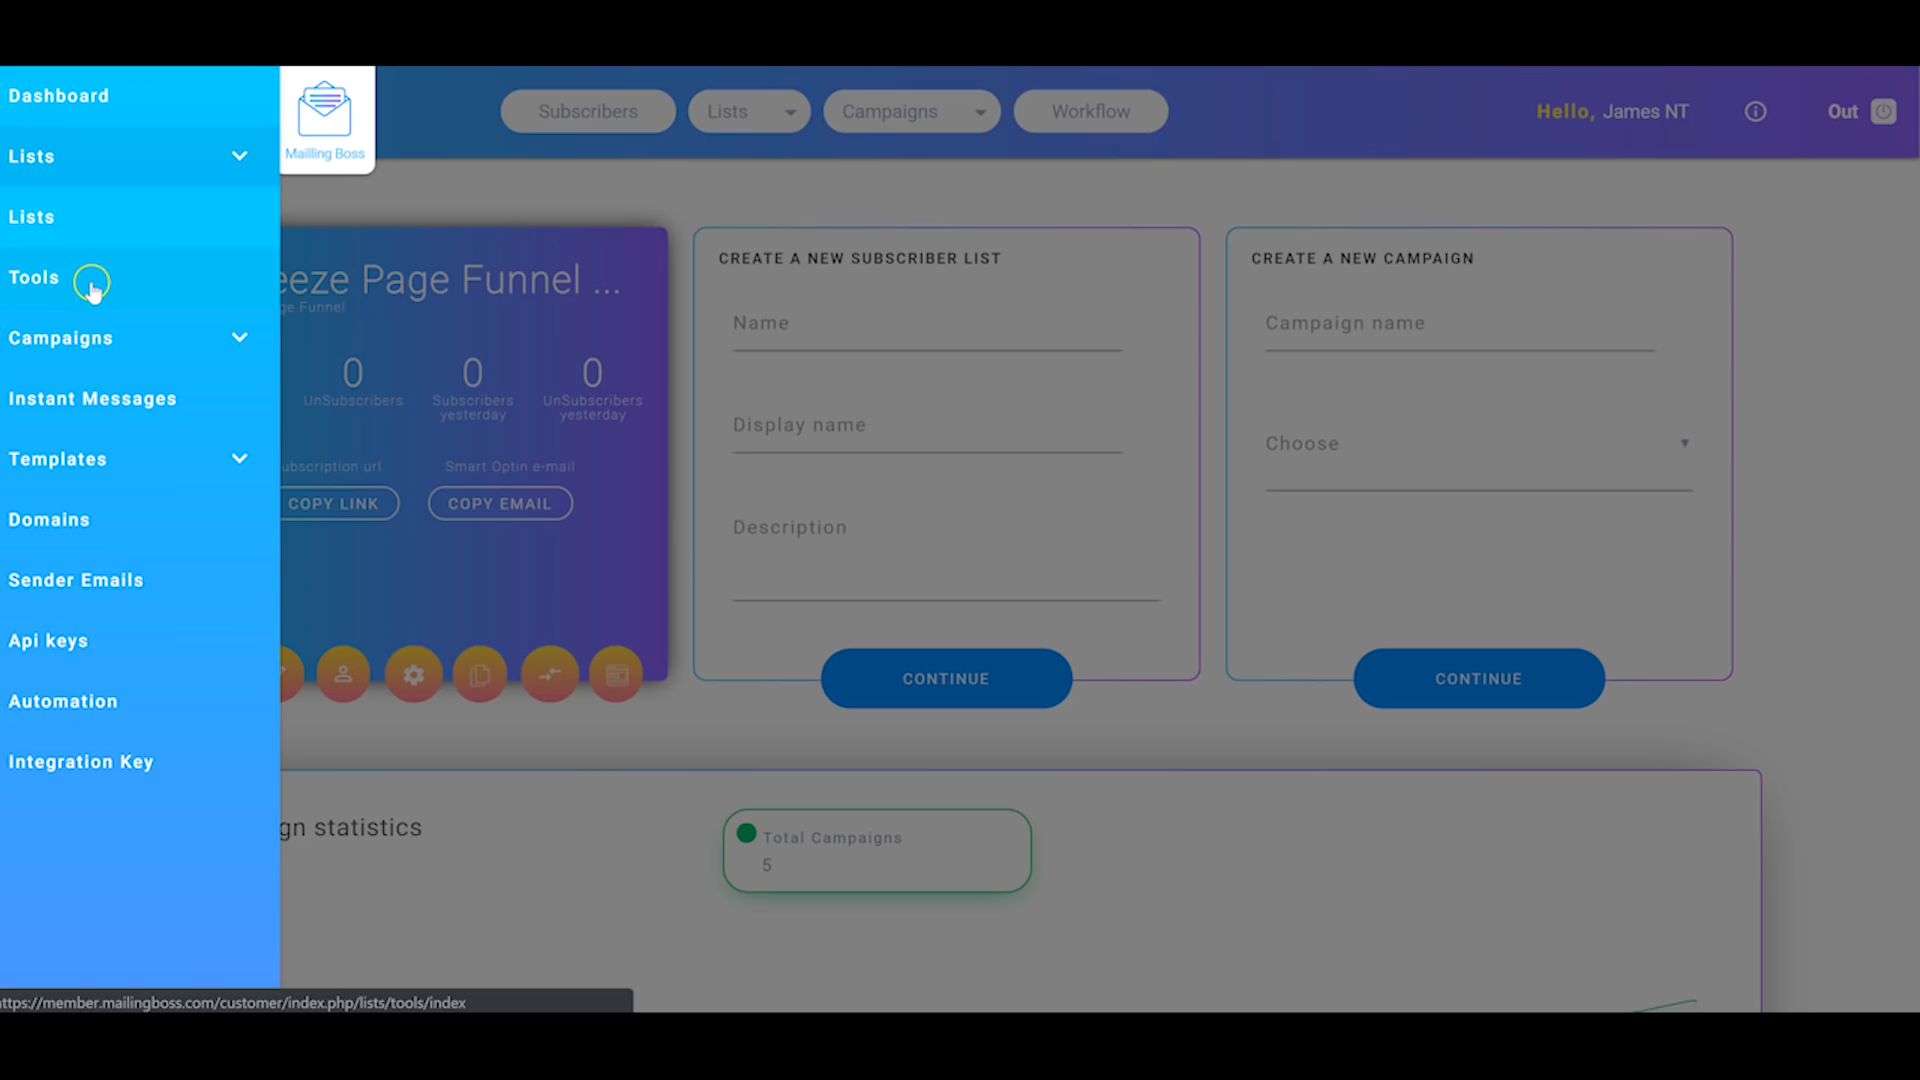 Dashboard
Lists
Lists
Tools
Campaigns
Instant Messages
Templates
Domains
Sender Emails
Api keys
Automation
Integration Key
Mailling Boss
Subscribers
Lists
Campaigns
Workflow
Hello, James NT
Out
eeze Page Funnel ...
ge Funnel
0
UnSubscribers
0
Subscribers
yesterday
0
UnSubscribers
yesterday
ubscription url
Smart Optin e-mail
COPY LINK
COPY EMAIL
CREATE A NEW SUBSCRIBER LIST
Name
Display name
Description
CONTINUE
CREATE A NEW CAMPAIGN
Campaign name
Choose
CONTINUE
gn statistics
Total Campaigns
5
ttps://member.mailingboss.com/customer/index.php/lists/tools/index